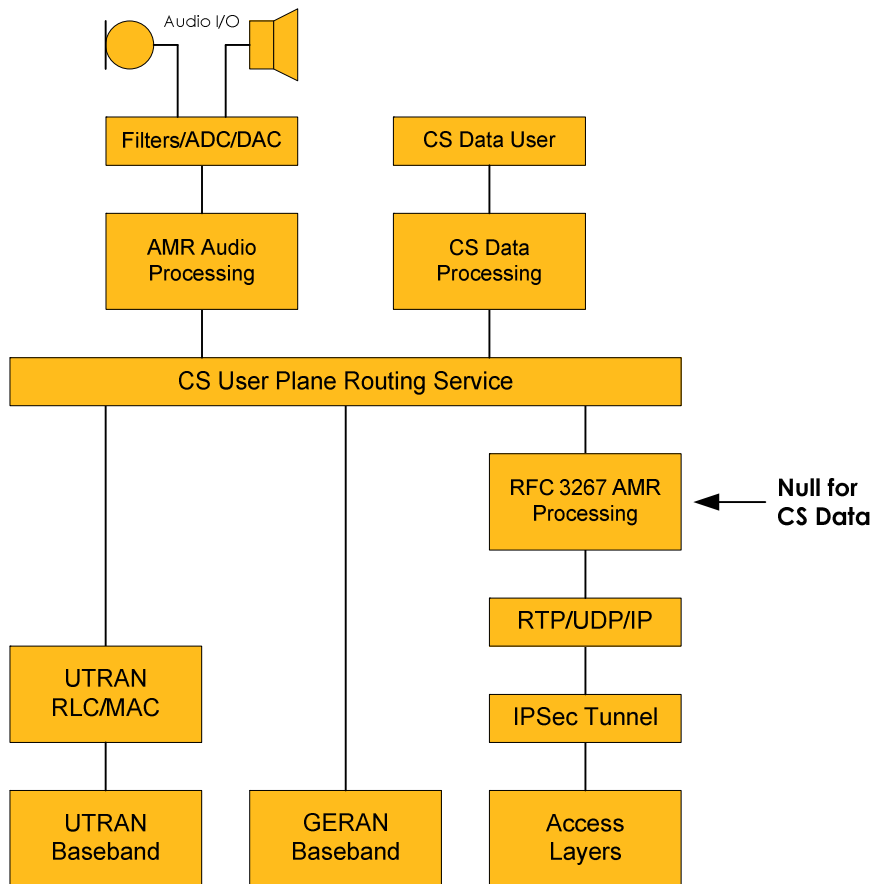 Audio I/O
Filters/ADC/DAC
CS Data User
AMR Audio
Processing
CS Data
Processing
CS User Plane Routing Service
RFC 3267 AMR
Processing
Null for
CS Data
RTP/UDP/IP
UTRAN
RLC/MAC
IPSec Tunnel
UTRAN
Baseband
GERAN
Baseband
Access
Layers